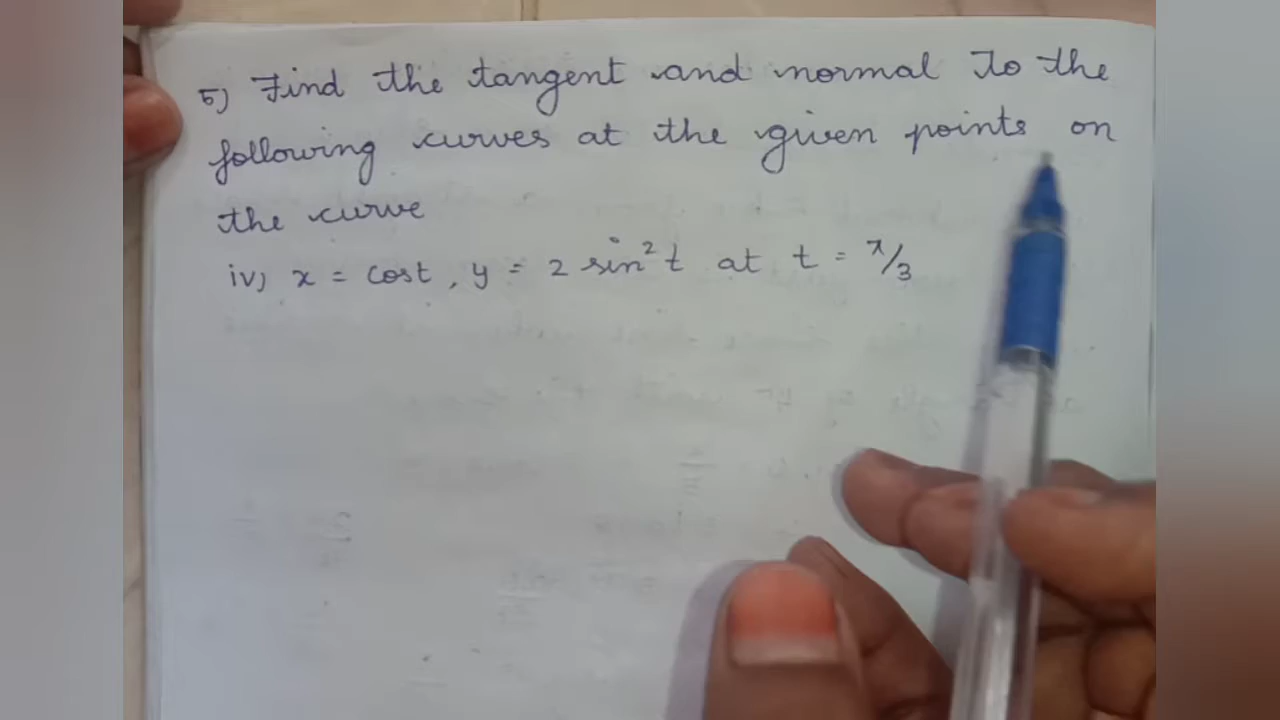 5) Find the tangent and normal to the
following curves at the given points on
the curve
iv) x = cost, y = 2 sin²t at t = π/3